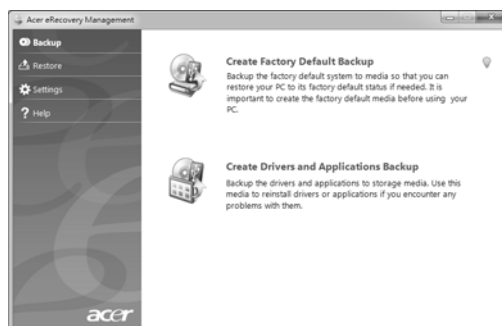 Acer eRecovery Management
Backup
Restore
Settings
Help
Create Factory Default Backup
Backup the factory default system to media so that you can
restore your PC to its factory default status if needed. It is
important to create the factory default media before using your
PC.
Create Drivers and Applications Backup
Backup the drivers and applications to storage media. Use this
media to reinstall drivers or applications if you encounter any
problems with them.
acer